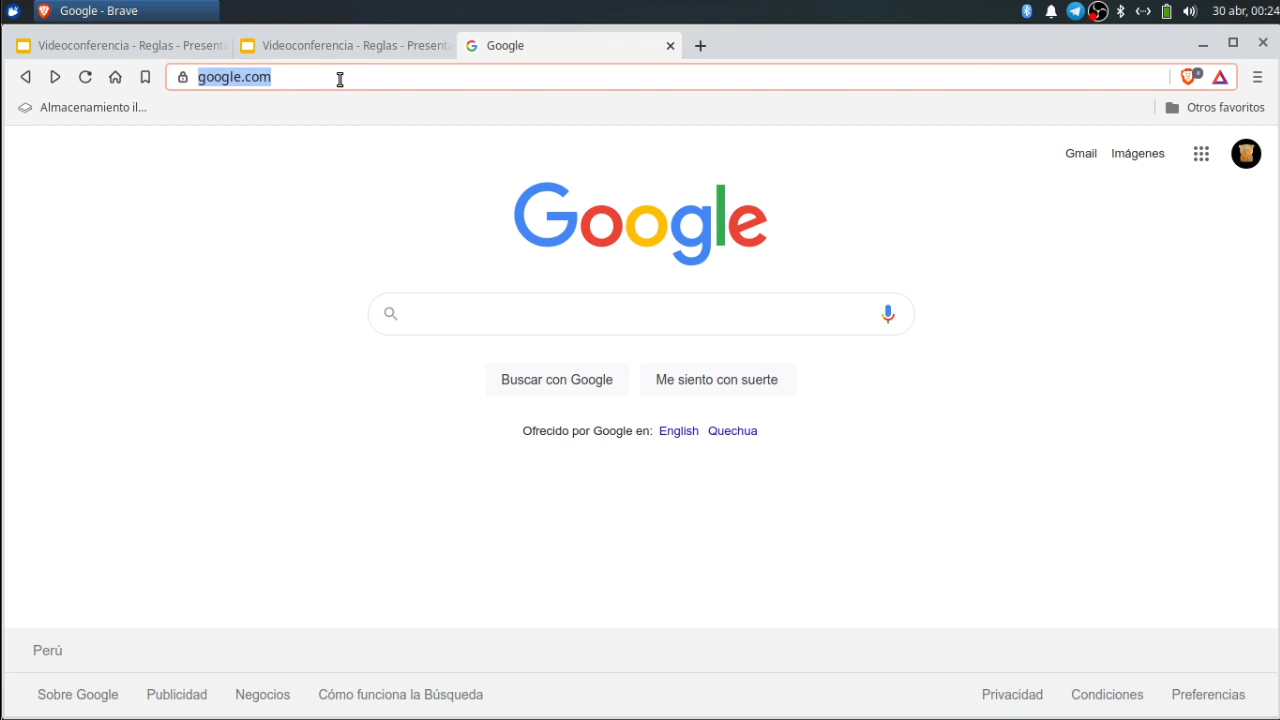 Google - Brave
30 abr, 00:24
Videoconferencia - Reglas - Present
Videoconferencia - Reglas - Present
Google
google.com
Almacenamiento il...
Otros favoritos
Gmail
Imágenes
Google
Buscar con Google
Me siento con suerte
Ofrecido por Google en: English Quechua
Perú
Sobre Google
Publicidad
Negocios
Cómo funciona la Búsqueda
Privacidad
Condiciones
Preferencias